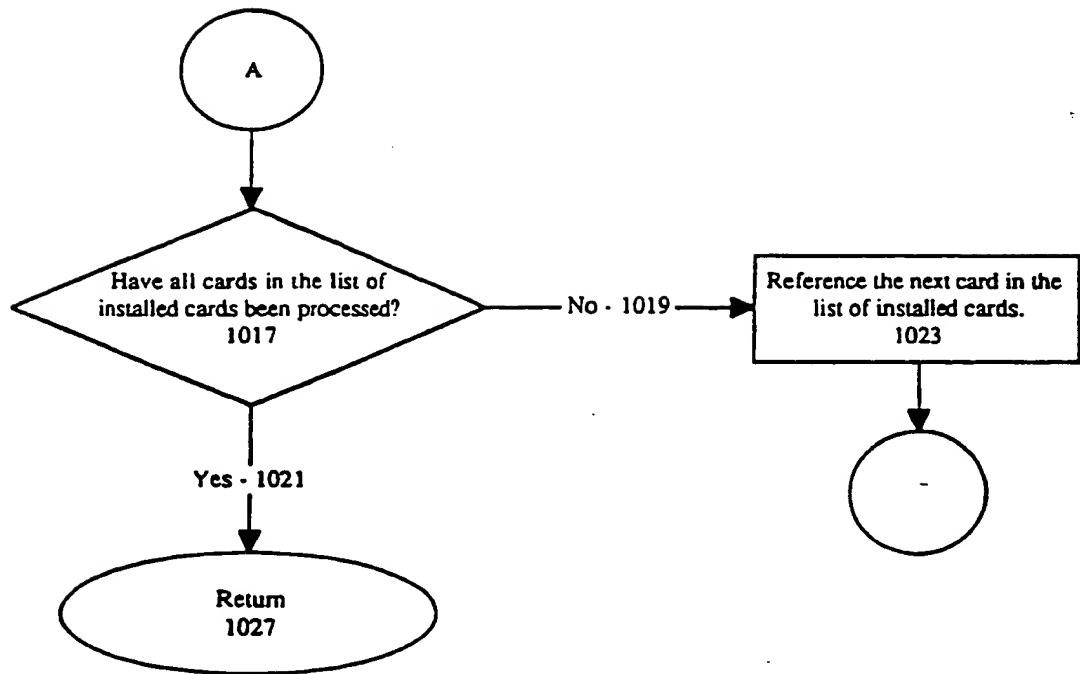 A
Have all cards in the list of
installed cards been processed?
1017
No - 1019
Reference the next card in the
list of installed cards.
1023
-
Yes - 1021
Return
1027